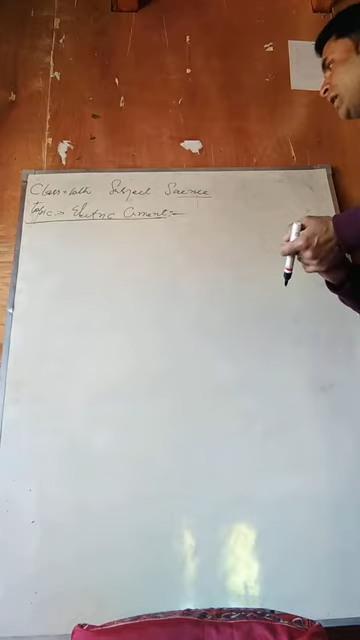 Class = 10th Subject Science
Topic => Electric Current :-